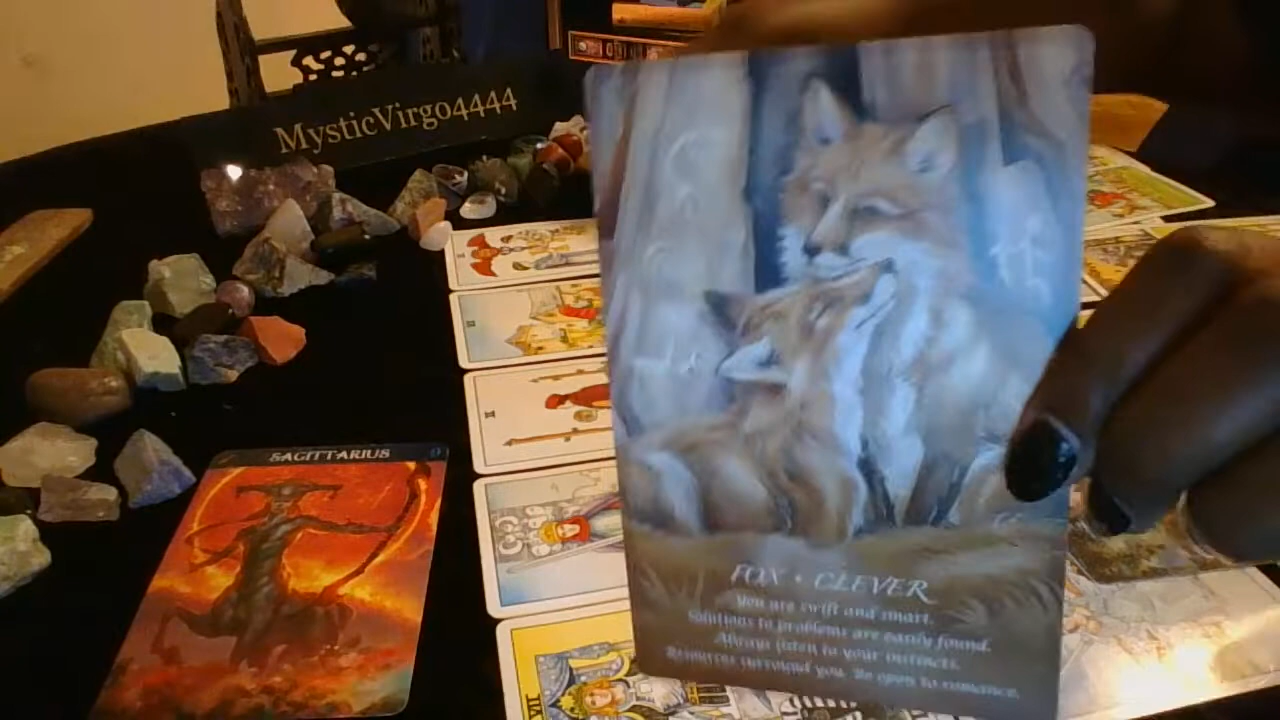 MysticVirgo4444
SAGITTARIUS
FOX • CLEVER
You are swift and smart.
Solutions to problems are easily found.
Always listen to your instincts.
Resources surround you. Be open to romance.
VII